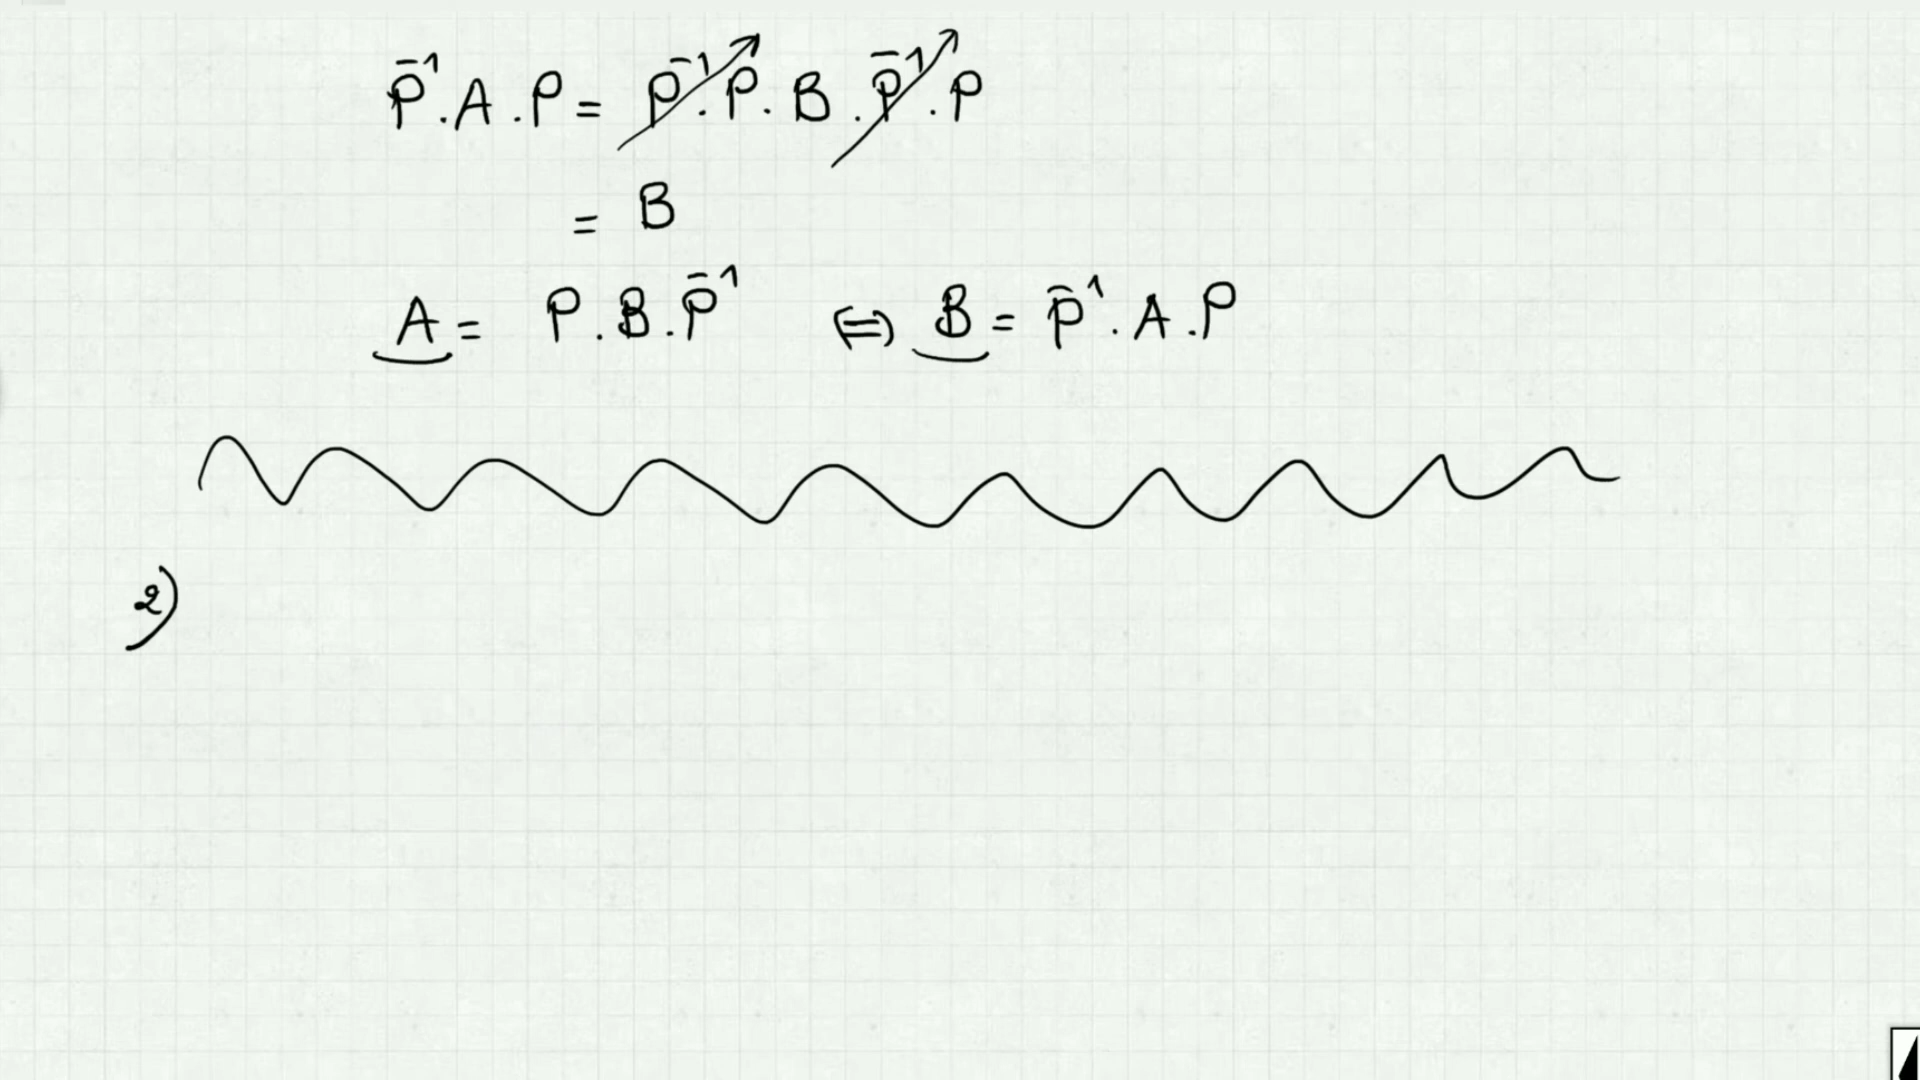 P⁻¹.A.P = P⁻¹.P.B.P⁻¹.P
= B
A = P.B.P⁻¹ ⇔ B = P⁻¹.A.P
2)